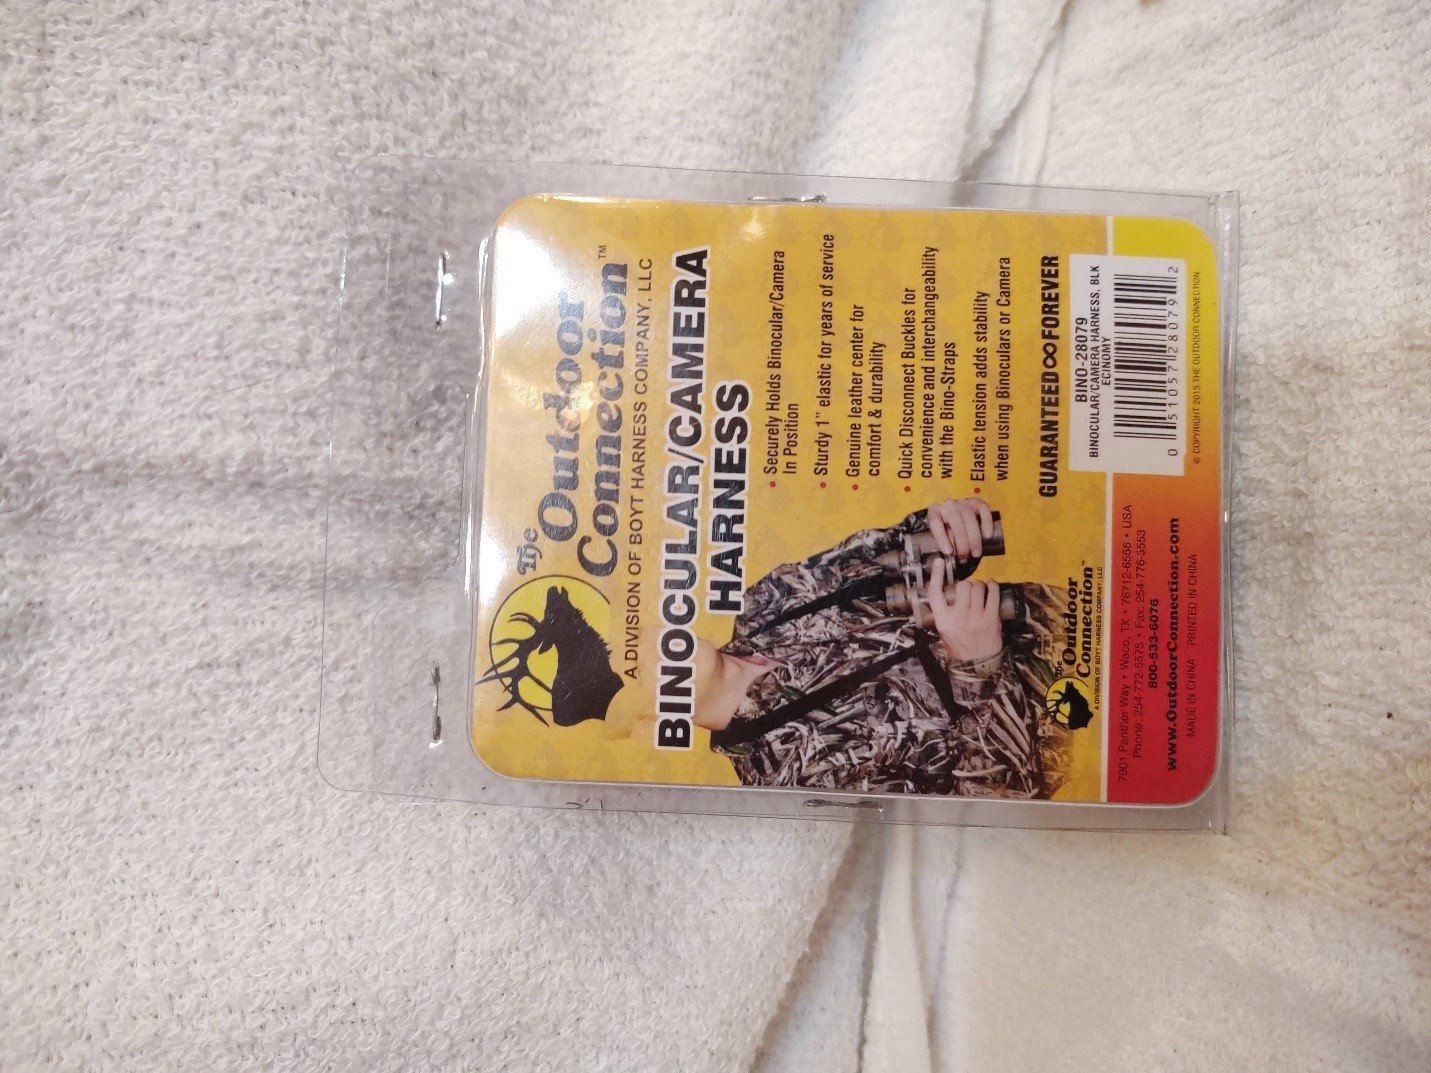 The
Outdoor
Connection™
A DIVISION OF BOYT HARNESS COMPANY, LLC
BINOCULAR/CAMERA
HARNESS
• Securely Holds Binocular/Camera
In Position
• Sturdy 1" elastic for years of service
• Genuine leather center for
comfort & durability
• Quick Disconnect Buckles for
convenience and interchangeability
with the Bino-Straps
• Elastic tension adds stability
when using Binoculars or Camera
GUARANTEED ∞ FOREVER
The
Outdoor
Connection™
A DIVISION OF BOYT HARNESS COMPANY, LLC
7901 Panther Way • Waco, TX • 76712-6556 • USA
Phone: 254-772-5575 • Fax: 254-776-3553
800-533-6076
www.OutdoorConnection.com
MADE IN CHINA PRINTED IN CHINA
BINO-28079
BINOCULAR/CAMERA HARNESS, BLK
ECINOMY
0 51057 28079 2
© COPYRIGHT 2015 THE OUTDOOR CONNECTION